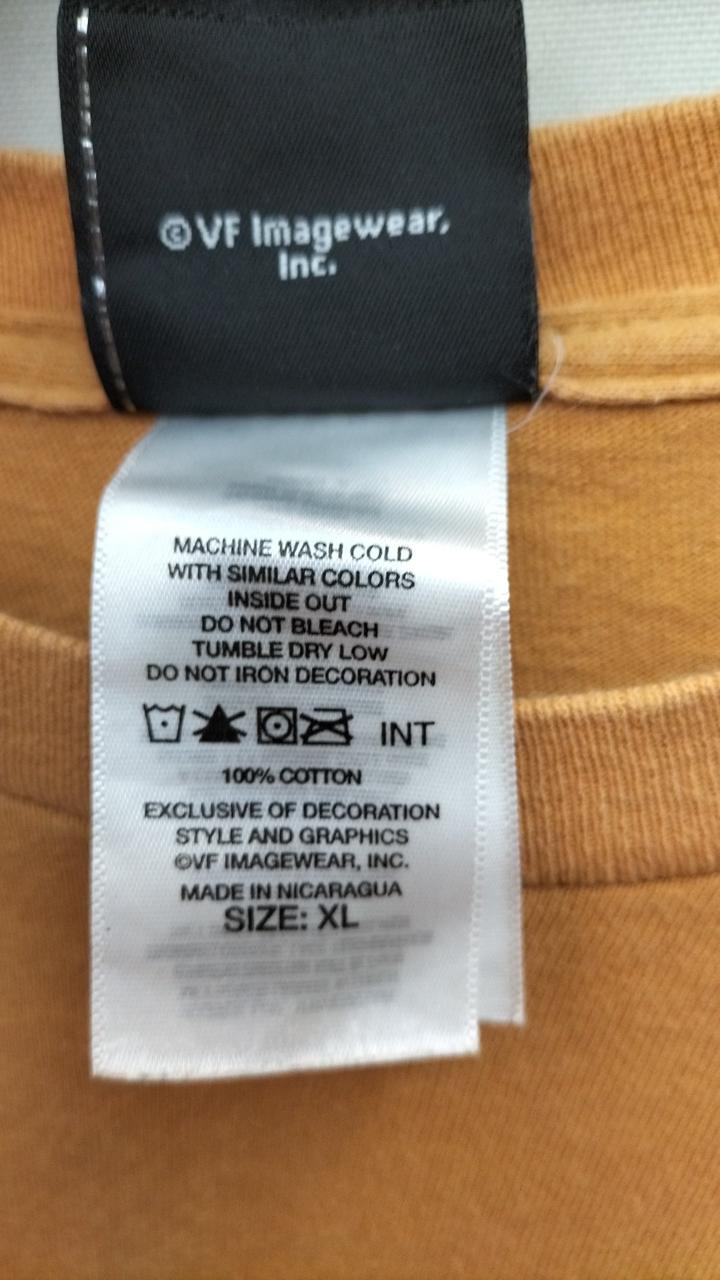 ©VF Imagewear,
Inc.
MACHINE WASH COLD
WITH SIMILAR COLORS
INSIDE OUT
DO NOT BLEACH
TUMBLE DRY LOW
DO NOT IRON DECORATION
INT
100% COTTON
EXCLUSIVE OF DECORATION
STYLE AND GRAPHICS
©VF IMAGEWEAR, INC.
MADE IN NICARAGUA
SIZE: XL